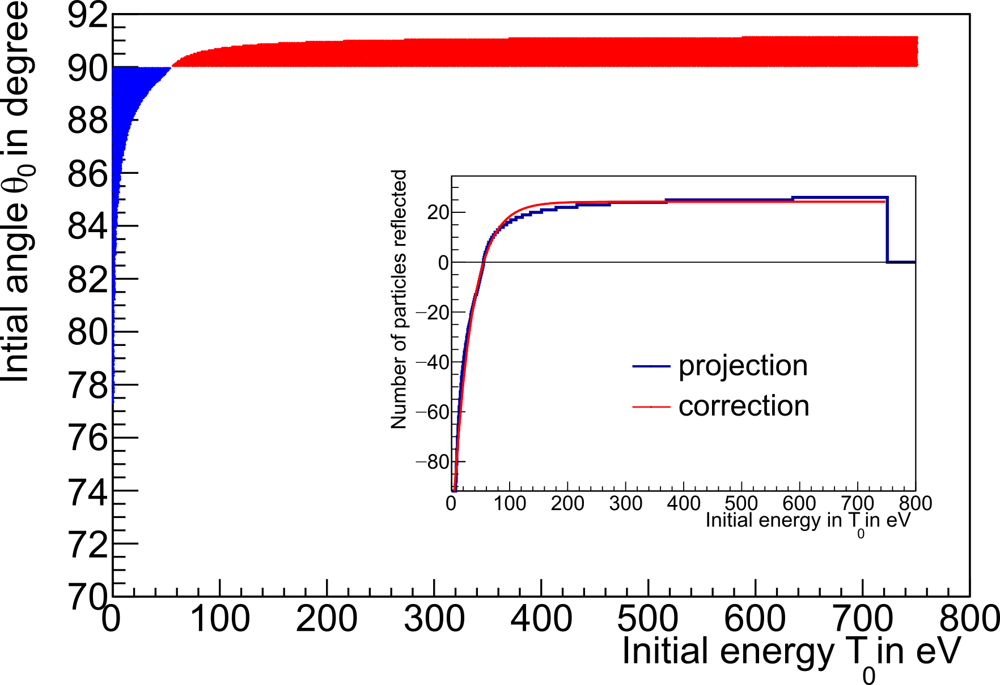 Intial angle θ0 in degree
92
90
88
86
84
82
80
78
76
74
72
70
0 100 200 300 400 500 600 700 800
Initial energy T0 in eV
Number of particles reflected
20
0
−20
−40
−60
−80
projection
correction
0 100 200 300 400 500 600 700 800
Initial energy in T0 in eV